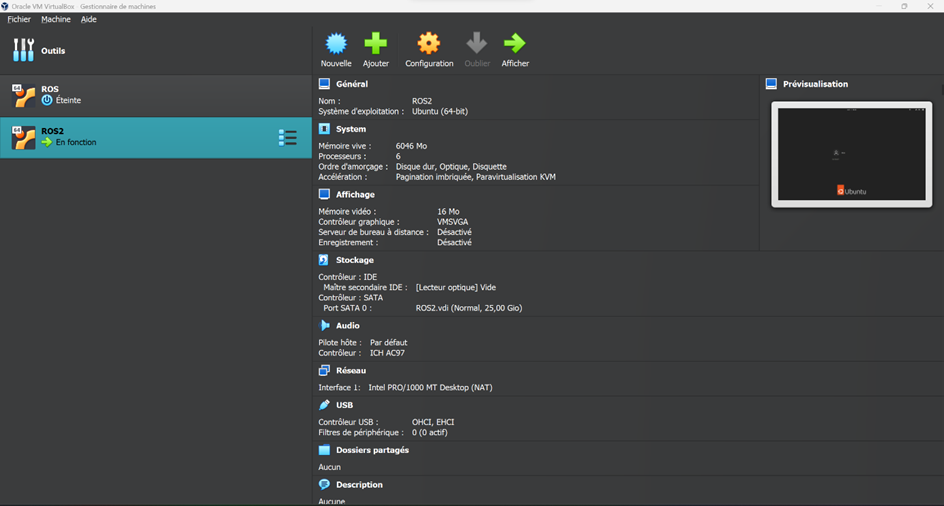 Oracle VM VirtualBox - Gestionnaire de machines
Fichier Machine Aide
Outils
ROS
Éteinte
ROS2
En fonction
Nouvelle Ajouter Configuration Oublier Afficher
Général
Nom : ROS2
Système d'exploitation : Ubuntu (64-bit)
System
Mémoire vive : 6046 Mo
Processeurs : 6
Ordre d'amorçage : Disque dur, Optique, Disquette
Accélération : Pagination imbriquée, Paravirtualisation KVM
Affichage
Mémoire vidéo : 16 Mo
Contrôleur graphique : VMSVGA
Serveur de bureau à distance : Désactivé
Enregistrement : Désactivé
Stockage
Contrôleur : IDE
Maître secondaire IDE : [Lecteur optique] Vide
Contrôleur : SATA
Port SATA 0 : ROS2.vdi (Normal, 25,00 Gio)
Audio
Pilote hôte : Par défaut
Contrôleur : ICH AC97
Réseau
Interface 1: Intel PRO/1000 MT Desktop (NAT)
USB
Contrôleur USB : OHCI, EHCI
Filtres de périphérique : 0 (0 actif)
Dossiers partagés
Aucun
Description
Aucune
Prévisualisation
Ubuntu